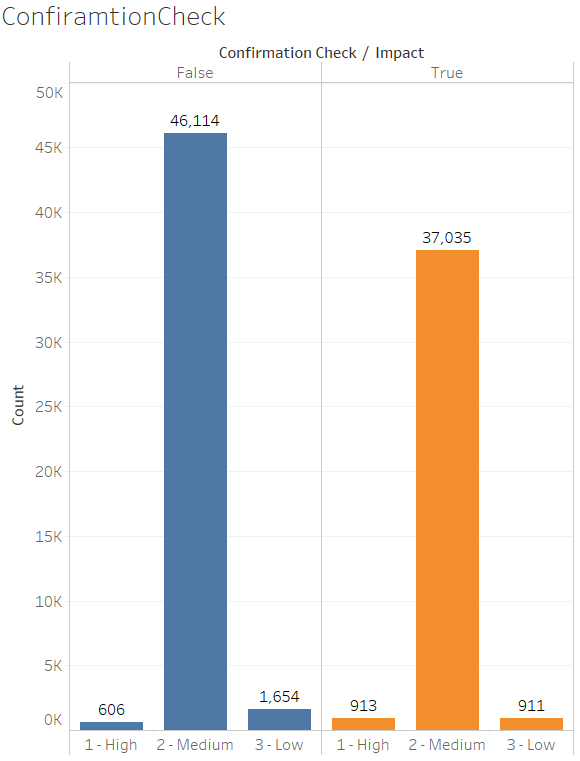 ConfiramtionCheck
Confirmation Check / Impact
False True
50K
45K
40K
35K
30K
25K
20K
15K
10K
5K
0K
Count
46,114
37,035
606
1,654
913
911
1 - High 2 - Medium 3 - Low 1 - High 2 - Medium 3 - Low